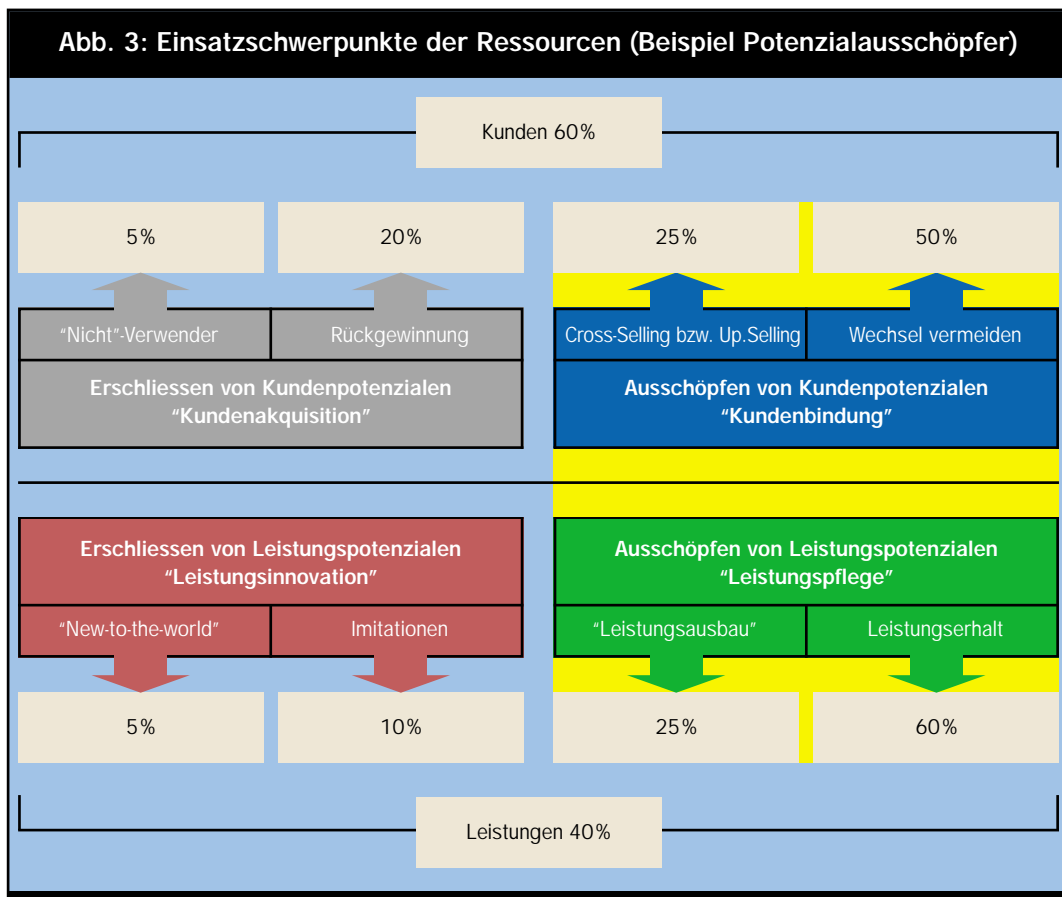 Abb. 3: Einsatzschwerpunkte der Ressourcen (Beispiel Potenzialausschöpfer)
Kunden 60%
5%
20%
25%
50%
“Nicht”-Verwender
Rückgewinnung
Cross-Selling bzw. Up.Selling
Wechsel vermeiden
Erschliessen von Kundenpotenzialen
“Kundenakquisition”
Ausschöpfen von Kundenpotenzialen
“Kundenbindung”
Erschliessen von Leistungspotenzialen
“Leistungsinnovation”
Ausschöpfen von Leistungspotenzialen
“Leistungspflege”
“New-to-the-world”
Imitationen
“Leistungsausbau”
Leistungserhalt
5%
10%
25%
60%
Leistungen 40%